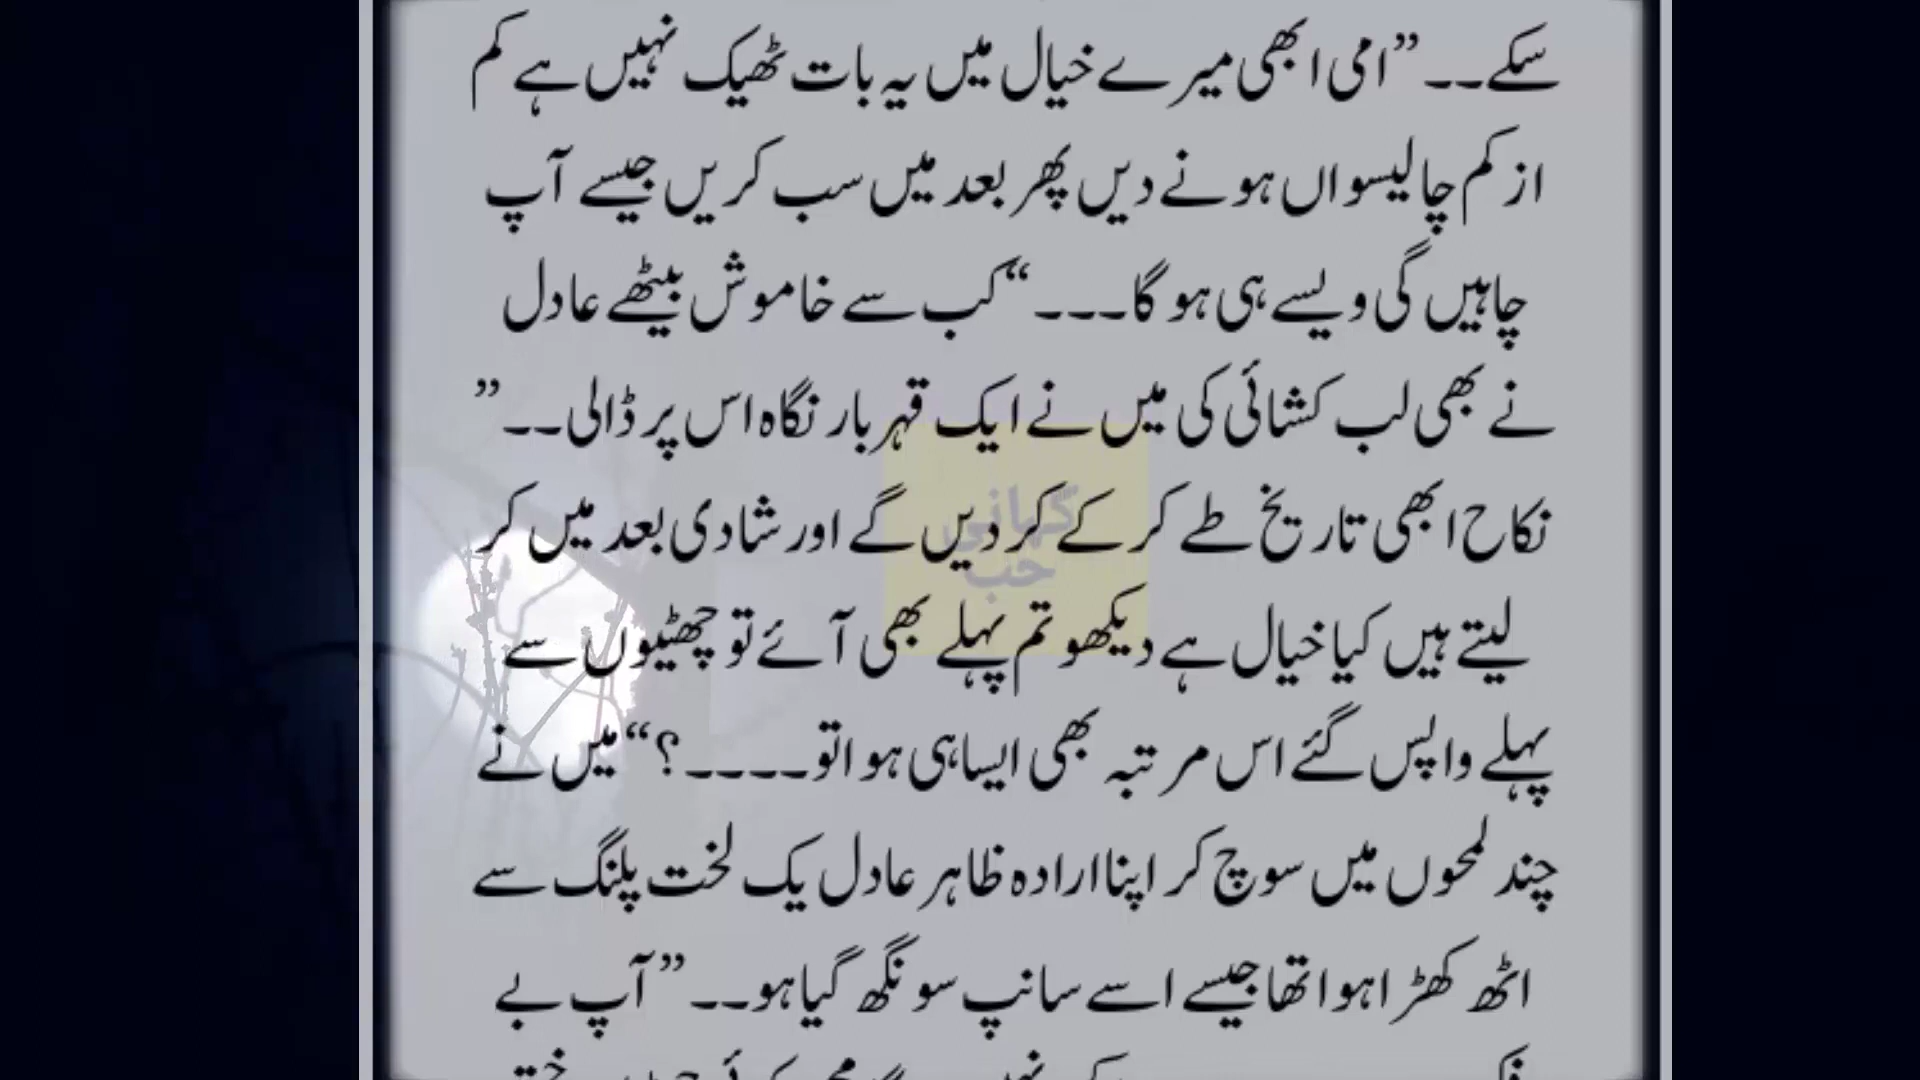 سکے۔۔ ”امی ابھی میرے خیال میں یہ بات ٹھیک نہیں ہے کم
از کم چالیسواں ہونے دیں پھر بعد میں سب کریں جیسے آپ
چاہیں گی ویسے ہی ہو گا۔۔۔“ کب سے خاموش بیٹھے عادل
نے بھی لب کشائی کی میں نے ایک قہر بار نگاہ اس پر ڈالی۔۔ ”
نکاح ابھی تاریخ طے کر کے کر دیں گے اور شادی بعد میں کر
لیتے ہیں کیا خیال ہے دیکھو تم پہلے بھی آئے تو چھٹیوں سے
پہلے واپس گئے اس مرتبہ بھی ایسا ہی ہوا تو۔۔۔۔؟“ میں نے
چند لمحوں میں سوچ کر اپنا ارادہ ظاہر عادل یک لخت پلنگ سے
اٹھ کھڑا ہوا تھا جیسے اسے سانپ سونگھ گیا ہو۔۔ ”آپ بے
کہانی
حب